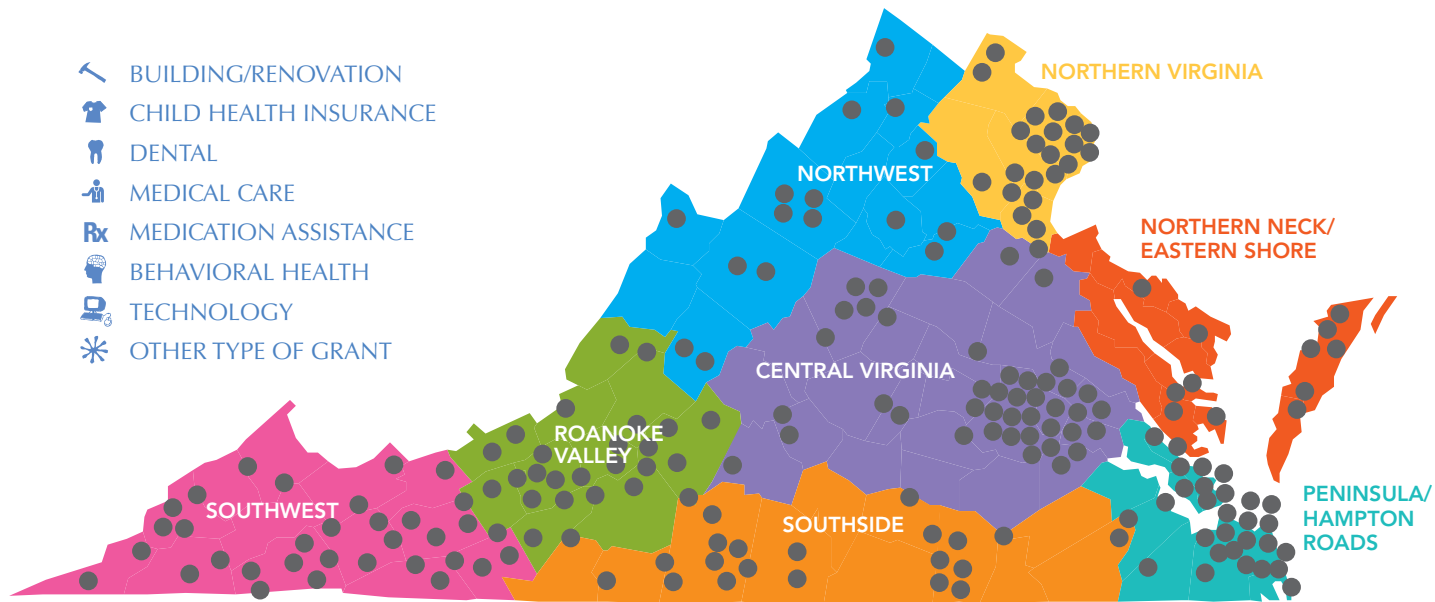 BUILDING/RENOVATION
CHILD HEALTH INSURANCE
DENTAL
MEDICAL CARE
Rx MEDICATION ASSISTANCE
BEHAVIORAL HEALTH
TECHNOLOGY
OTHER TYPE OF GRANT
NORTHERN VIRGINIA
NORTHWEST
NORTHERN NECK/
EASTERN SHORE
CENTRAL VIRGINIA
ROANOKE
VALLEY
SOUTHWEST
SOUTHSIDE
PENINSULA/
HAMPTON
ROADS